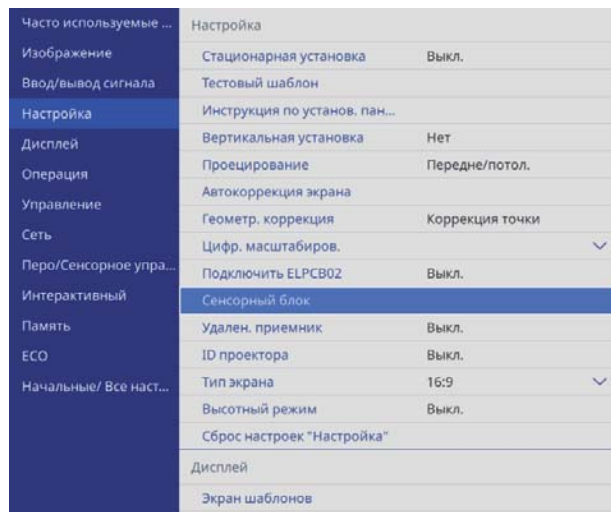 Часто используемые ...
Изображение
Ввод/вывод сигнала
Настройка
Дисплей
Операция
Управление
Сеть
Перо/Сенсорное упра...
Интерактивный
Память
ECO
Начальные/ Все наст...
Настройка
Стационарная установка Выкл.
Тестовый шаблон
Инструкция по установ. пан...
Вертикальная установка Нет
Проецирование Передне/потол.
Автокоррекция экрана
Геометр. коррекция Коррекция точки
Цифр. масштабиров.
Подключить ELPCB02 Выкл.
Сенсорный блок
Удален. приемник Выкл.
ID проектора Выкл.
Тип экрана 16:9
Высотный режим Выкл.
Сброс настроек "Настройка"
Дисплей
Экран шаблонов